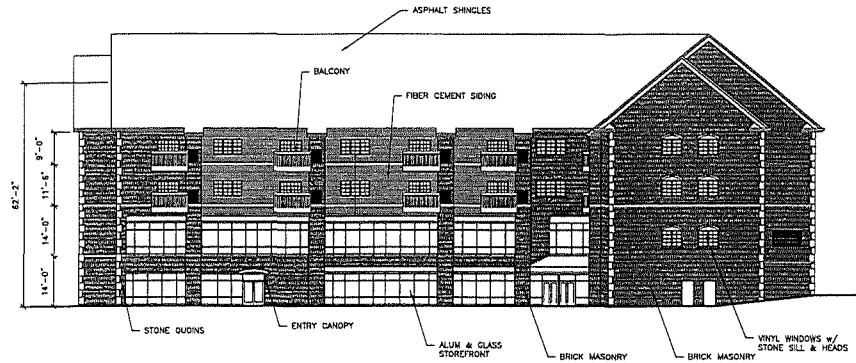 ASPHALT SHINGLES
BALCONY
FIBER CEMENT SIDING
62'-2"
9'-0"
11'-6"
14'-0"
14'-0"
STONE QUOINS
ENTRY CANOPY
ALUM & GLASS
STOREFRONT
BRICK MASONRY
BRICK MASONRY
VINYL WINDOWS w/
STONE SILL & HEADS